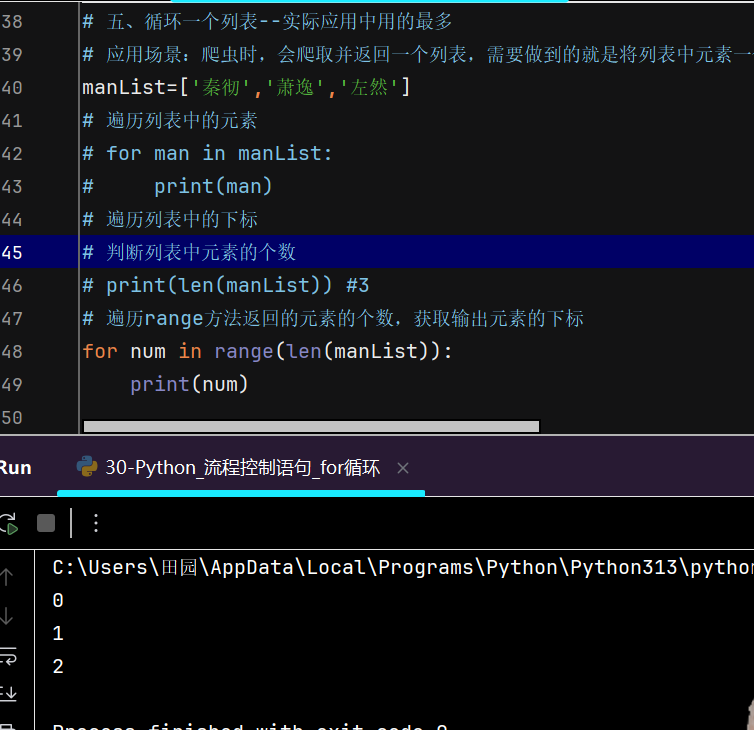 38 # 五、循环一个列表--实际应用中用的最多
39 # 应用场景：爬虫时，会爬取并返回一个列表，需要做到的就是将列表中元素一
40 manList=['秦彻','萧逸','左然']
41 # 遍历列表中的元素
42 # for man in manList:
43 #     print(man)
44 # 遍历列表中的下标
45 # 判断列表中元素的个数
46 # print(len(manList)) #3
47 # 遍历range方法返回的元素的个数，获取输出元素的下标
48 for num in range(len(manList)):
49     print(num)
50
Run 30-Python_流程控制语句_for循环
C:\Users\田园\AppData\Local\Programs\Python\Python313\python
0
1
2
Process finished with exit code 0